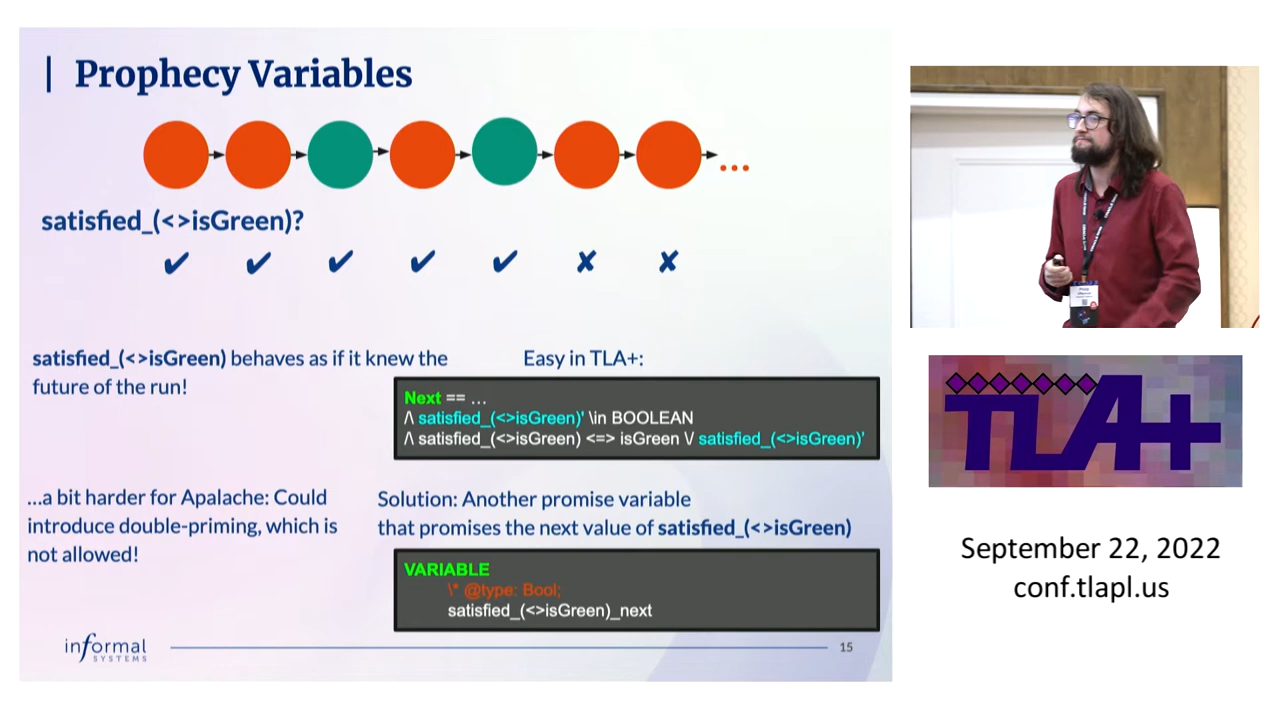 | Prophecy Variables
...
satisfied_(<>isGreen)?
✔ ✔ ✔ ✔ ✔ ✘ ✘
satisfied_(<>isGreen) behaves as if it knew the
future of the run!
Easy in TLA+:
Next == …
/\ satisfied_(<>isGreen)' \in BOOLEAN
/\ satisfied_(<>isGreen) <=> isGreen \/ satisfied_(<>isGreen)'
…a bit harder for Apalache: Could
introduce double-priming, which is
not allowed!
Solution: Another promise variable
that promises the next value of satisfied_(<>isGreen)
VARIABLE
\* @type: Bool;
satisfied_(<>isGreen)_next
informal
SYSTEMS
15
TLA+
September 22, 2022
conf.tlapl.us